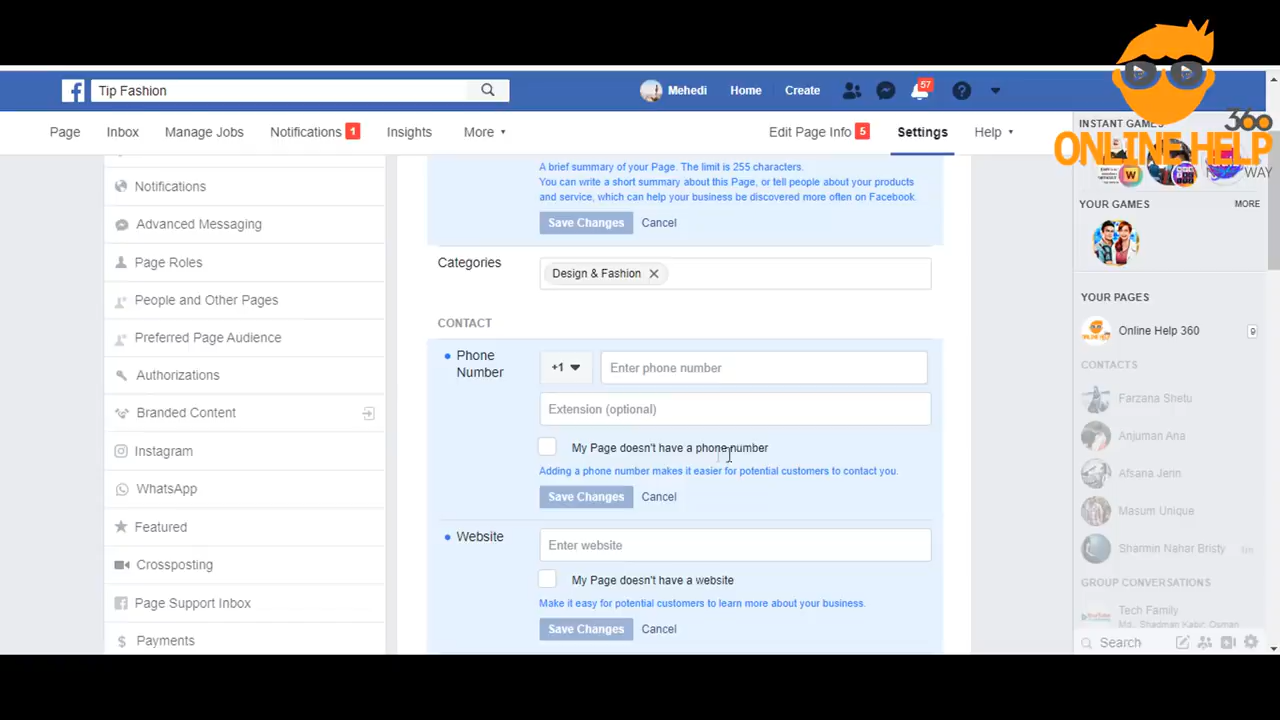 Tip Fashion
Mehedi
Home
Create
57
Page
Inbox
Manage Jobs
Notifications 1
Insights
More
Edit Page Info 5
Settings
Help
360
ONLINE HELP
WAY
INSTANT GAMES
W
YOUR GAMES
MORE
YOUR PAGES
Online Help 360
9
CONTACTS
Farzana Shetu
Anjuman Ana
Afsana Jerin
Masum Unique
Sharmin Nahar Bristy
1m
GROUP CONVERSATIONS
Tech Family
Md., Shadman Kabir, Osman
Search
Notifications
Advanced Messaging
Page Roles
People and Other Pages
Preferred Page Audience
Authorizations
Branded Content
Instagram
WhatsApp
Featured
Crossposting
Page Support Inbox
Payments
A brief summary of your Page. The limit is 255 characters.
You can write a short summary about this Page, or tell people about your products
and service, which can help your business be discovered more often on Facebook.
Save Changes
Cancel
Categories
Design & Fashion
CONTACT
Phone
Number
+1
Enter phone number
Extension (optional)
My Page doesn't have a phone number
Adding a phone number makes it easier for potential customers to contact you.
Save Changes
Cancel
Website
Enter website
My Page doesn't have a website
Make it easy for potential customers to learn more about your business.
Save Changes
Cancel